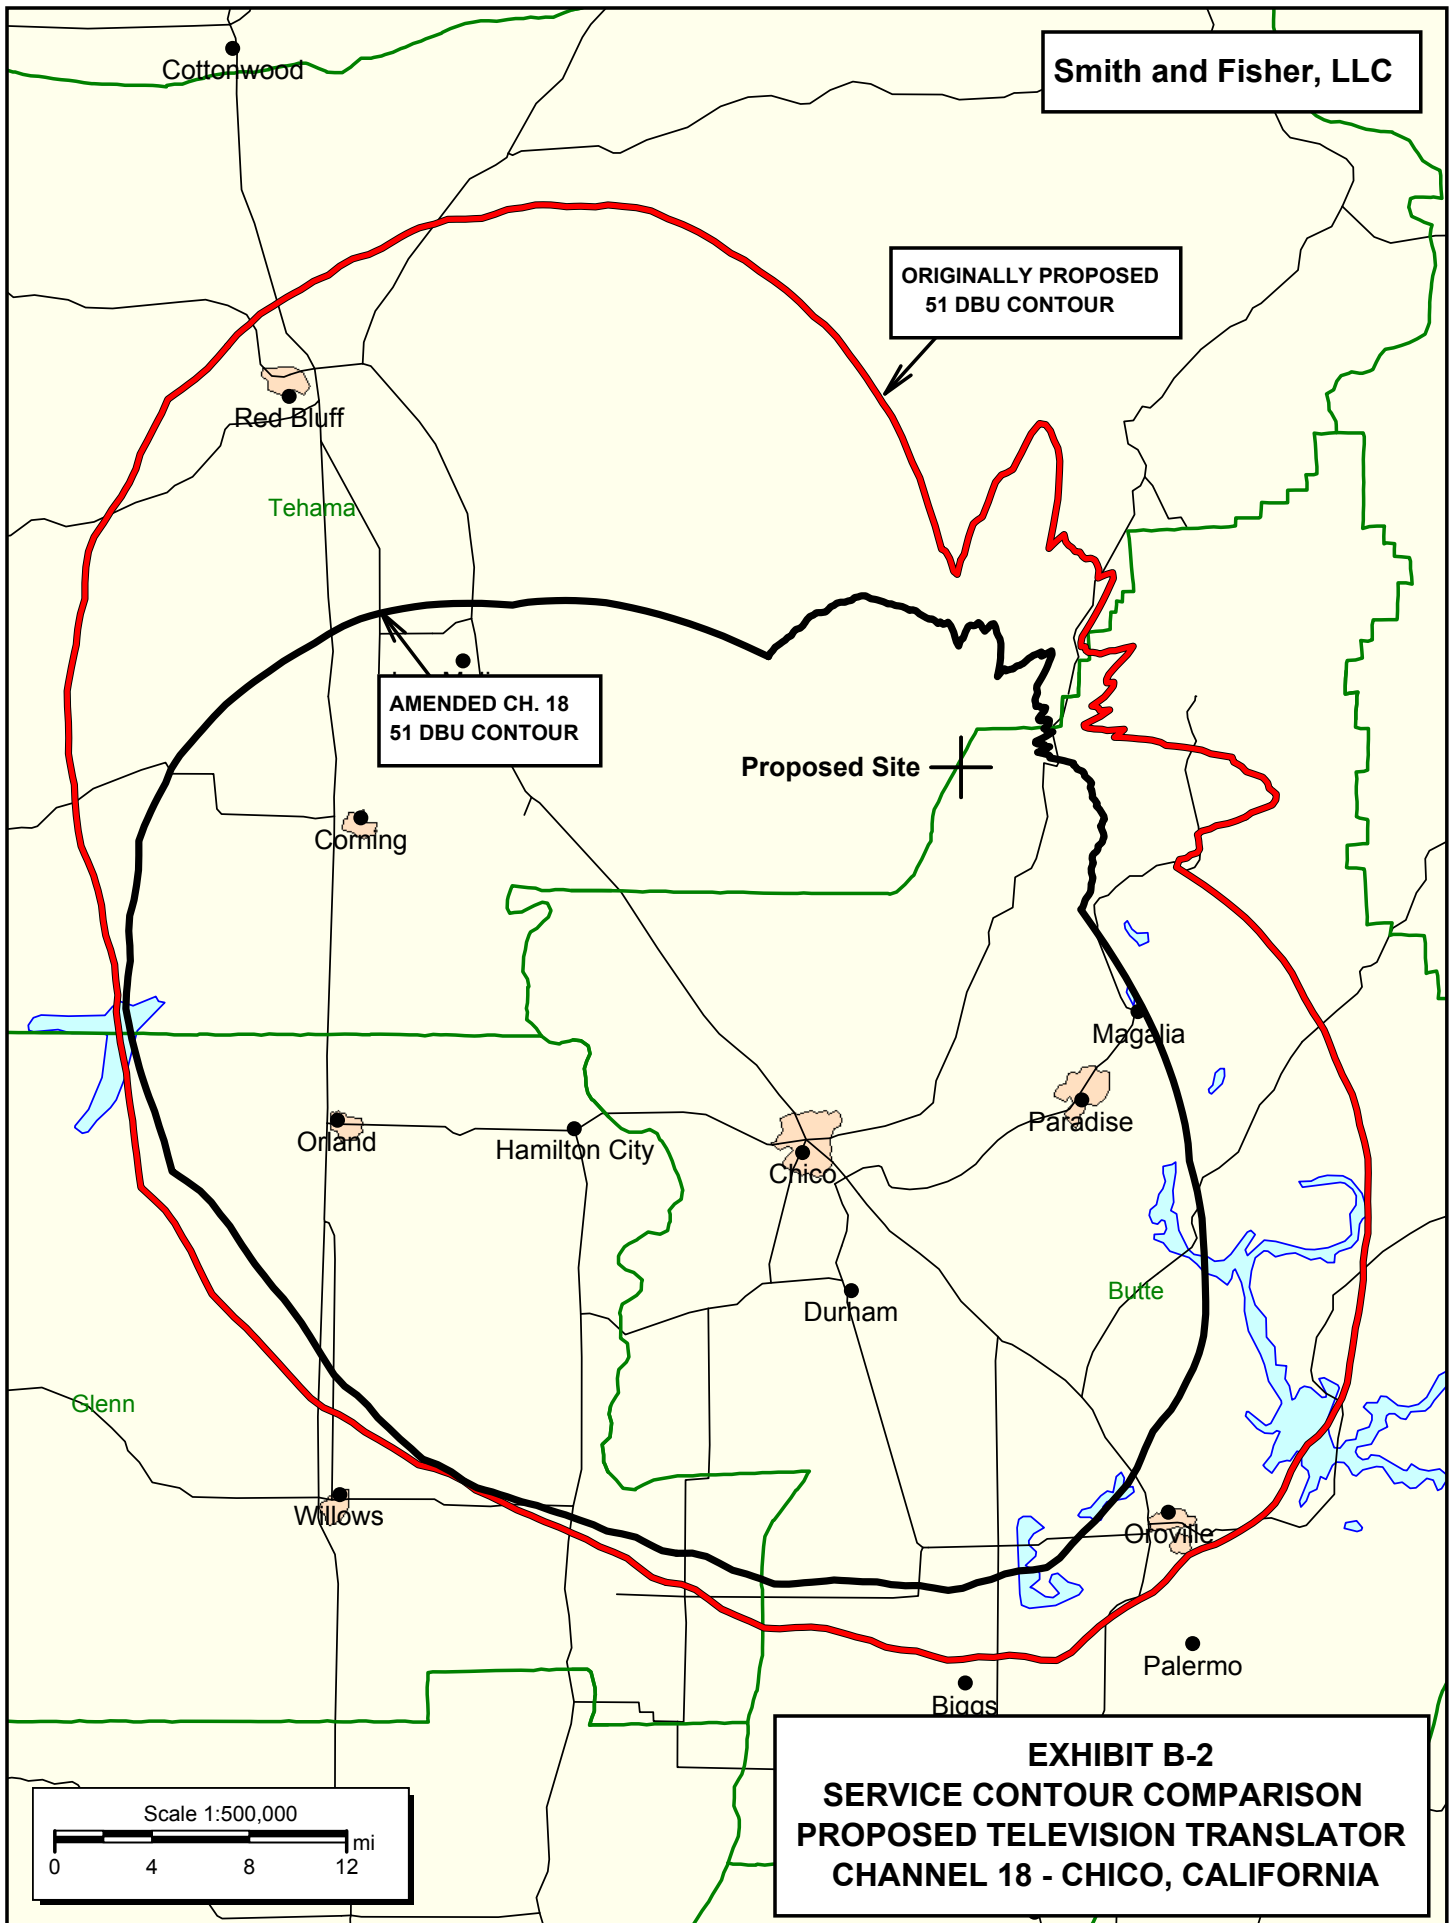 Cottonwood
Smith and Fisher, LLC
ORIGINALLY PROPOSED
51 DBU CONTOUR
Red Bluff
Tehama
AMENDED CH. 18
51 DBU CONTOUR
Proposed Site
Corning
Magalia
Paradise
Orland
Hamilton City
Chico
Butte
Durham
Glenn
Willows
Oroville
Palermo
Biggs
EXHIBIT B-2
SERVICE CONTOUR COMPARISON
PROPOSED TELEVISION TRANSLATOR
CHANNEL 18 - CHICO, CALIFORNIA
Scale 1:500,000
mi
0 4 8 12